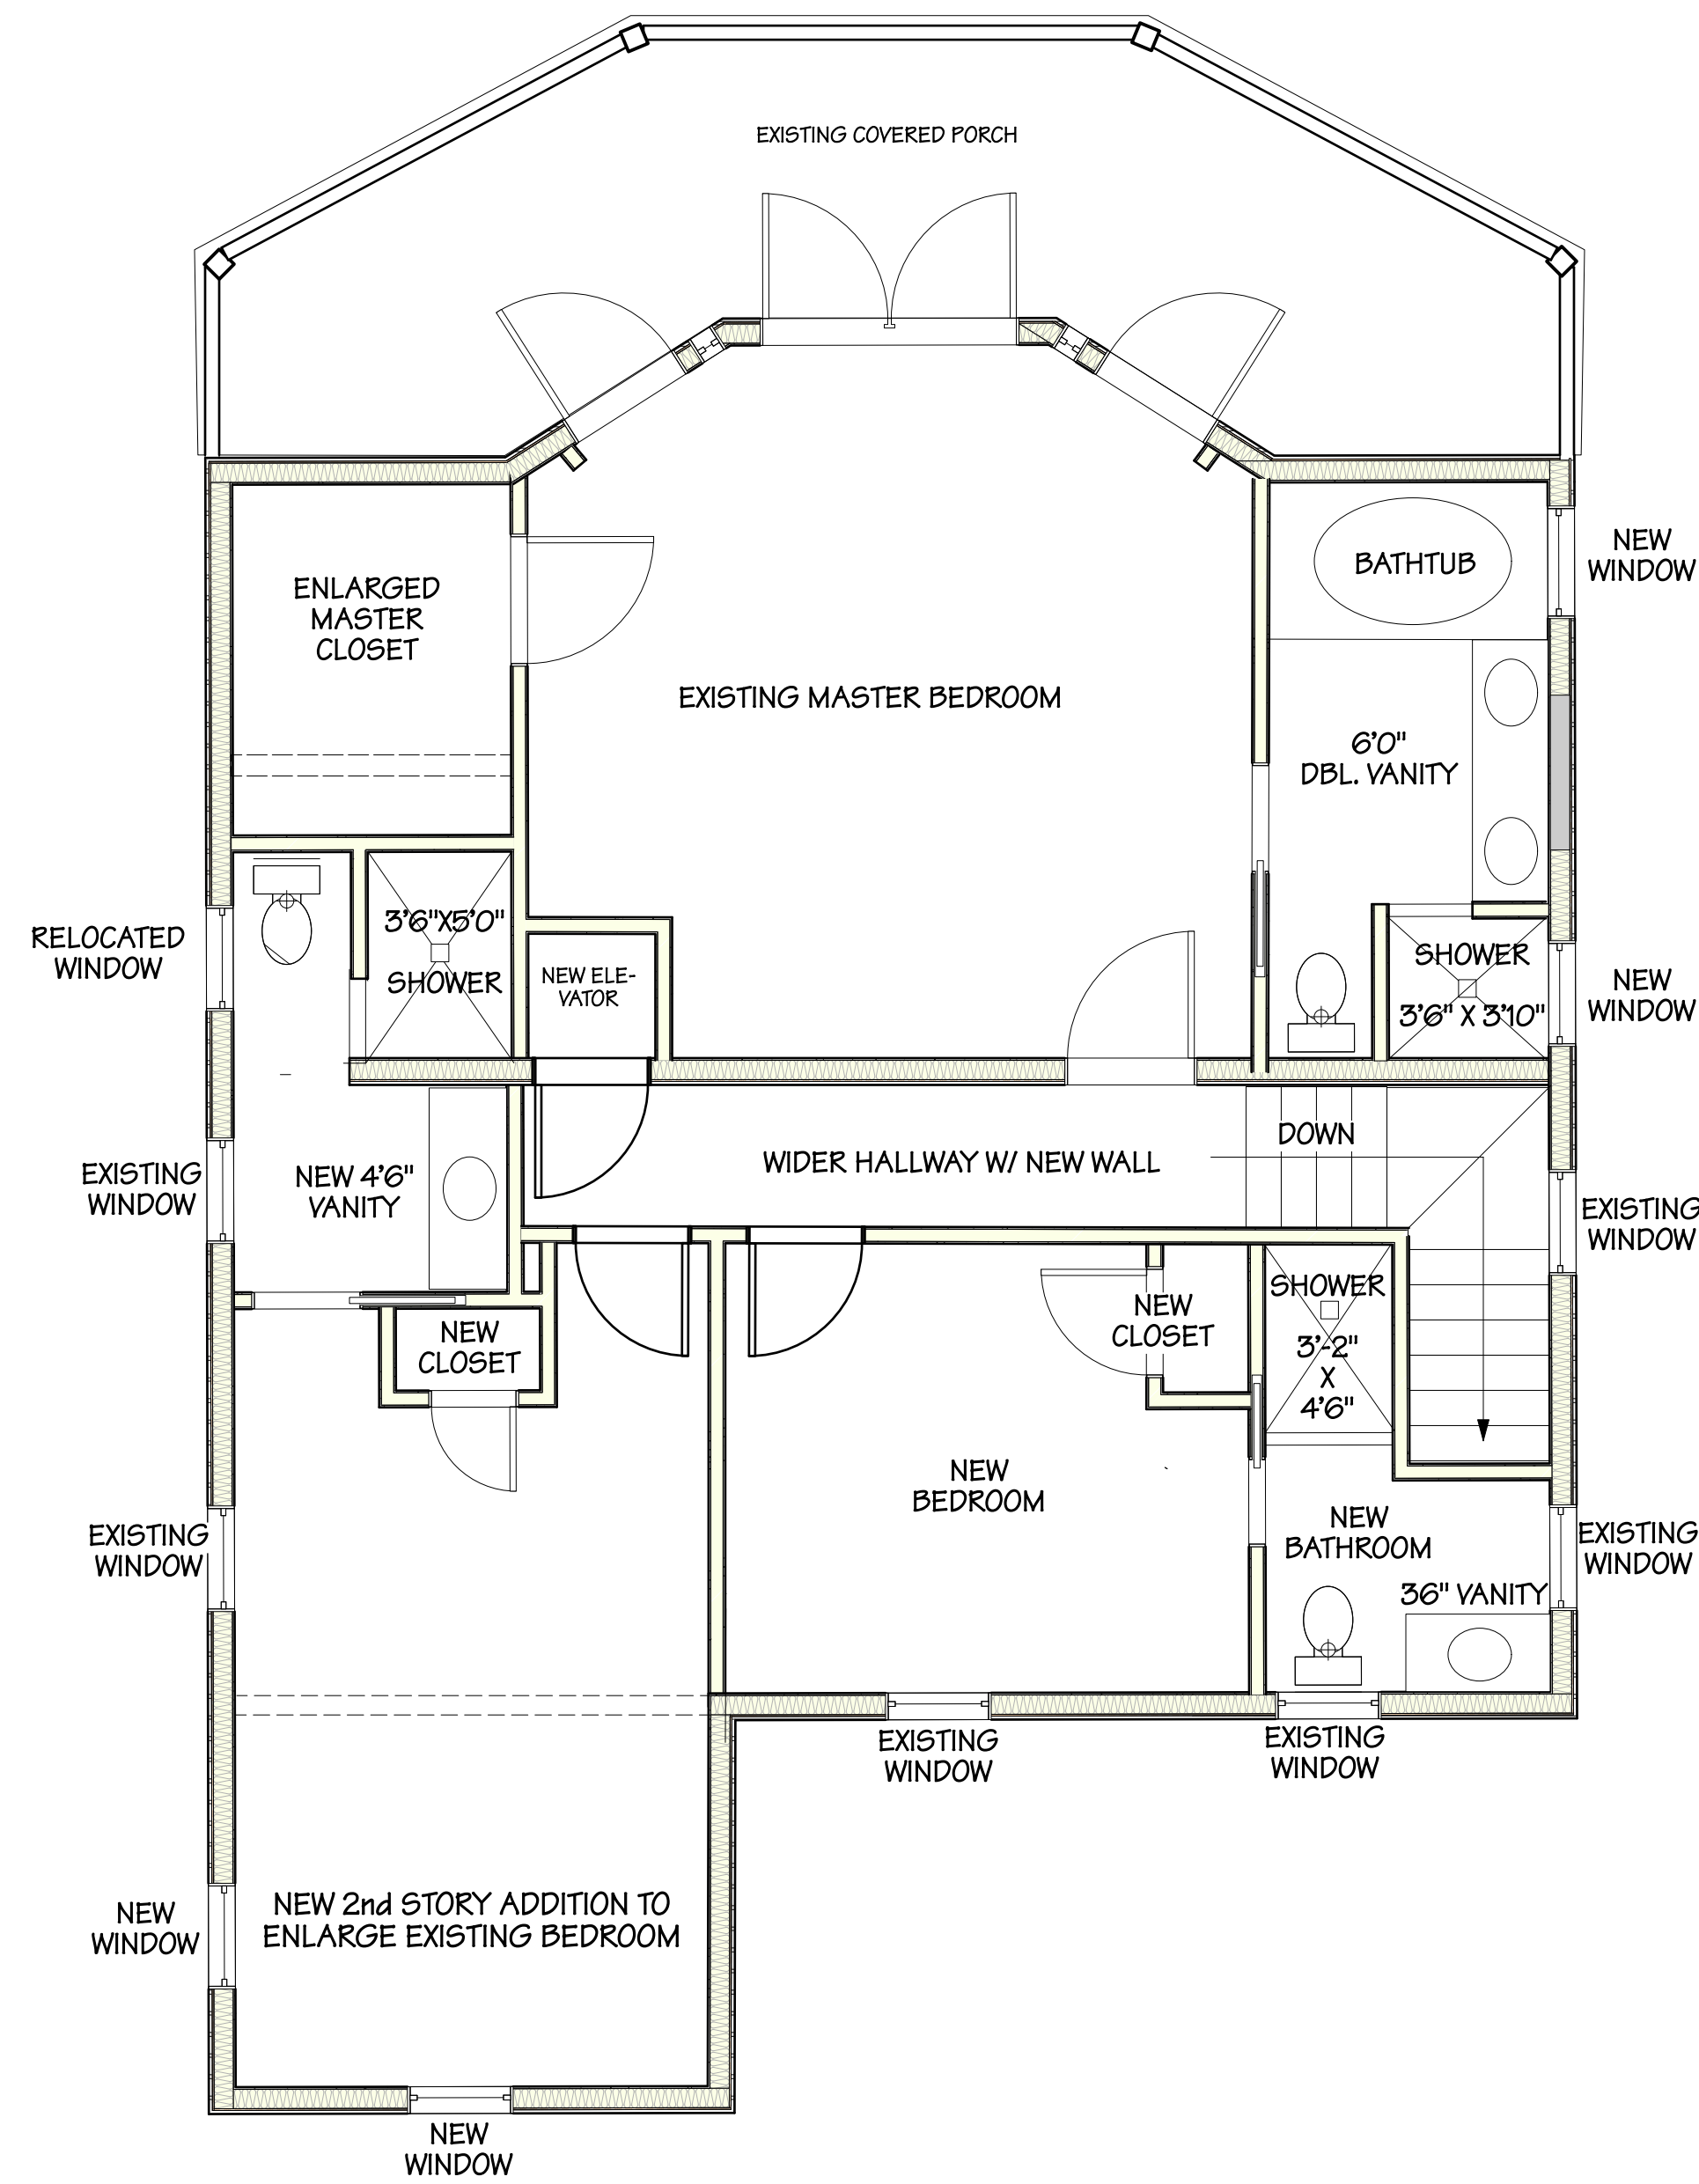 EXISTING COVERED PORCH
NEW
WINDOW
BATHTUB
ENLARGED
MASTER
CLOSET
EXISTING MASTER BEDROOM
6'0"
DBL. VANITY
RELOCATED
WINDOW
3'6"X5'0"
SHOWER
NEW ELE-
VATOR
SHOWER
3'6" X 3'10"
NEW
WINDOW
DOWN
WIDER HALLWAY W/ NEW WALL
EXISTING
WINDOW
NEW 4'6"
VANITY
EXISTING
WINDOW
NEW
CLOSET
NEW
CLOSET
SHOWER
3'-2"
X
4'6"
NEW
BEDROOM
NEW
BATHROOM
36" VANITY
EXISTING
WINDOW
EXISTING
WINDOW
EXISTING
WINDOW
EXISTING
WINDOW
NEW
WINDOW
NEW 2nd STORY ADDITION TO
ENLARGE EXISTING BEDROOM
NEW
WINDOW